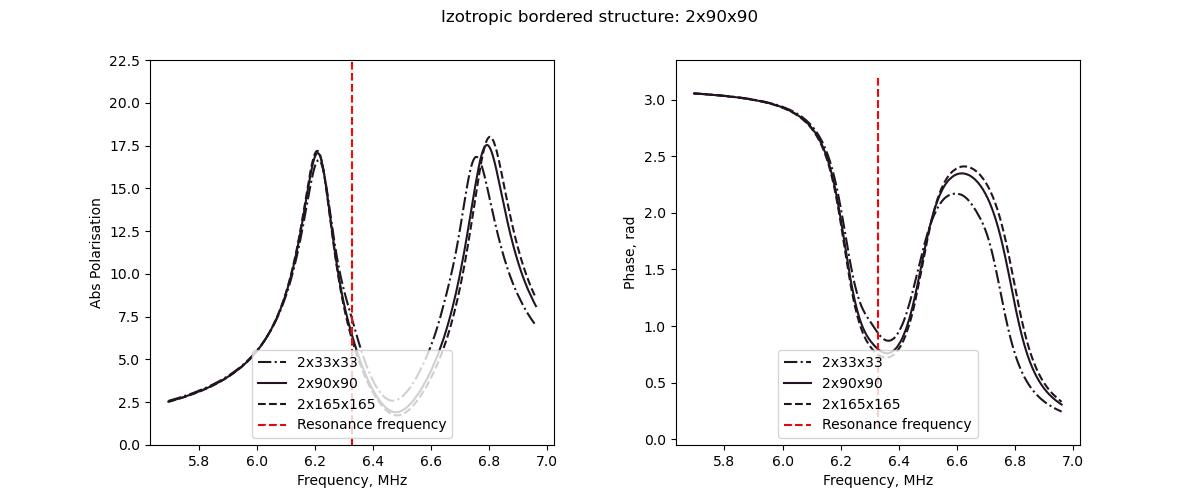 Izotropic bordered structure: 2x90x90
22.5
20.0
17.5
15.0
12.5
10.0
7.5
5.0
2.5
0.0
Abs Polarisation
5.8 6.0 6.2 6.4 6.6 6.8 7.0
Frequency, MHz
2x33x33
2x90x90
2x165x165
Resonance frequency
3.0
2.5
2.0
1.5
1.0
0.5
0.0
Phase, rad
5.8 6.0 6.2 6.4 6.6 6.8 7.0
Frequency, MHz
2x33x33
2x90x90
2x165x165
Resonance frequency